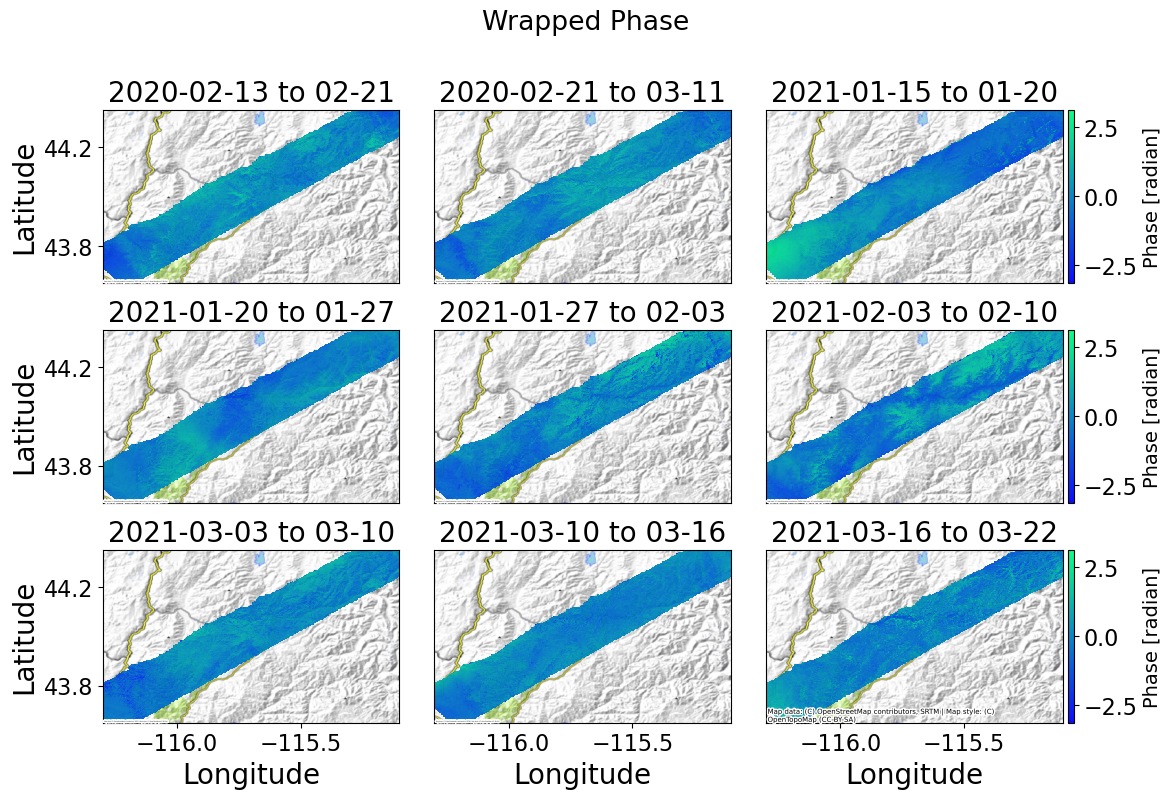 Wrapped Phase
2020-02-13 to 02-21
2020-02-21 to 03-11
2021-01-15 to 01-20
Latitude
44.2
43.8
2.5
0.0
−2.5
Phase [radian]
2021-01-20 to 01-27
2021-01-27 to 02-03
2021-02-03 to 02-10
Latitude
44.2
43.8
2.5
0.0
−2.5
Phase [radian]
2021-03-03 to 03-10
2021-03-10 to 03-16
2021-03-16 to 03-22
Latitude
44.2
43.8
2.5
0.0
−2.5
Phase [radian]
Map data: (C) OpenStreetMap contributors, SRTM | Map style: (C)
OpenTopoMap (CC-BY-SA)
−116.0
−115.5
−116.0
−115.5
−116.0
−115.5
Longitude
Longitude
Longitude